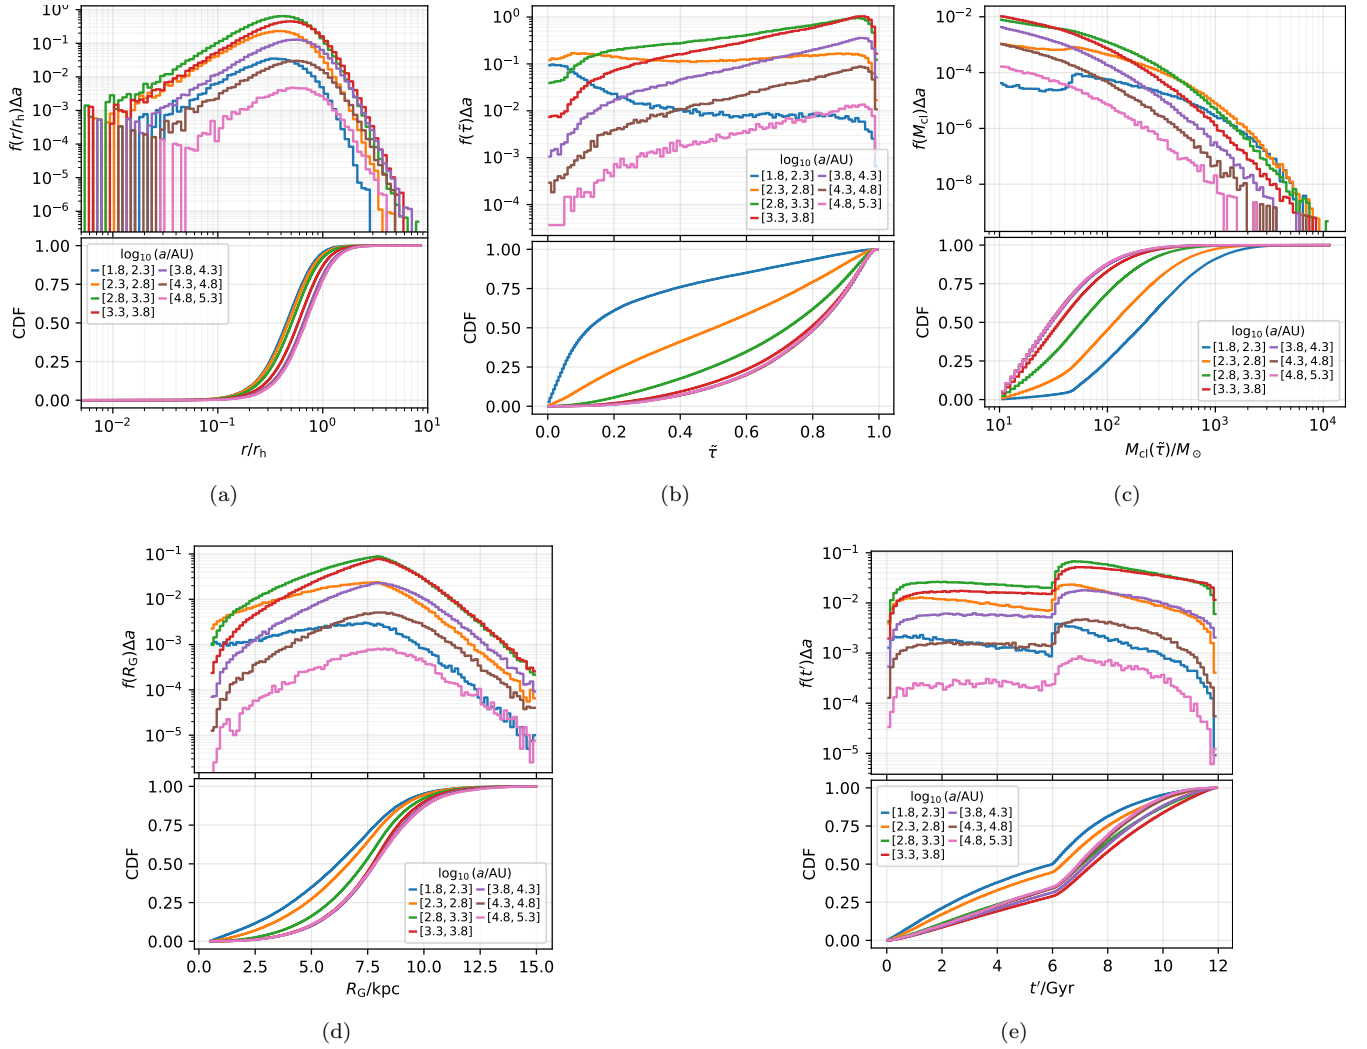 10⁰
10⁻¹
10⁻²
10⁻³
10⁻⁴
10⁻⁵
10⁻⁶
f(r/r_h)Δa
1.00
0.75
0.50
0.25
0.00
CDF
log₁₀ (a/AU)
[1.8, 2.3] [3.8, 4.3]
[2.3, 2.8] [4.3, 4.8]
[2.8, 3.3] [4.8, 5.3]
[3.3, 3.8]
10⁻² 10⁻¹ 10⁰ 10¹
r/r_h
(a)
10⁰
10⁻¹
10⁻²
10⁻³
10⁻⁴
f(τ̃)Δa
log₁₀ (a/AU)
[1.8, 2.3] [3.8, 4.3]
[2.3, 2.8] [4.3, 4.8]
[2.8, 3.3] [4.8, 5.3]
[3.3, 3.8]
1.00
0.75
0.50
0.25
0.00
CDF
0.0 0.2 0.4 0.6 0.8 1.0
τ̃
(b)
10⁻²
10⁻⁴
10⁻⁶
10⁻⁸
f(M_cl)Δa
1.00
0.75
0.50
0.25
0.00
CDF
log₁₀ (a/AU)
[1.8, 2.3] [3.8, 4.3]
[2.3, 2.8] [4.3, 4.8]
[2.8, 3.3] [4.8, 5.3]
[3.3, 3.8]
10¹ 10² 10³ 10⁴
M_cl(τ̃)/M_⊙
(c)
10⁻¹
10⁻²
10⁻³
10⁻⁴
10⁻⁵
f(R_G)Δa
1.00
0.75
0.50
0.25
0.00
CDF
log₁₀ (a/AU)
[1.8, 2.3] [3.8, 4.3]
[2.3, 2.8] [4.3, 4.8]
[2.8, 3.3] [4.8, 5.3]
[3.3, 3.8]
0.0 2.5 5.0 7.5 10.0 12.5 15.0
R_G/kpc
(d)
10⁻¹
10⁻²
10⁻³
10⁻⁴
10⁻⁵
f(t′)Δa
1.00
0.75
0.50
0.25
0.00
CDF
log₁₀ (a/AU)
[1.8, 2.3] [3.8, 4.3]
[2.3, 2.8] [4.3, 4.8]
[2.8, 3.3] [4.8, 5.3]
[3.3, 3.8]
0 2 4 6 8 10 12
t′/Gyr
(e)